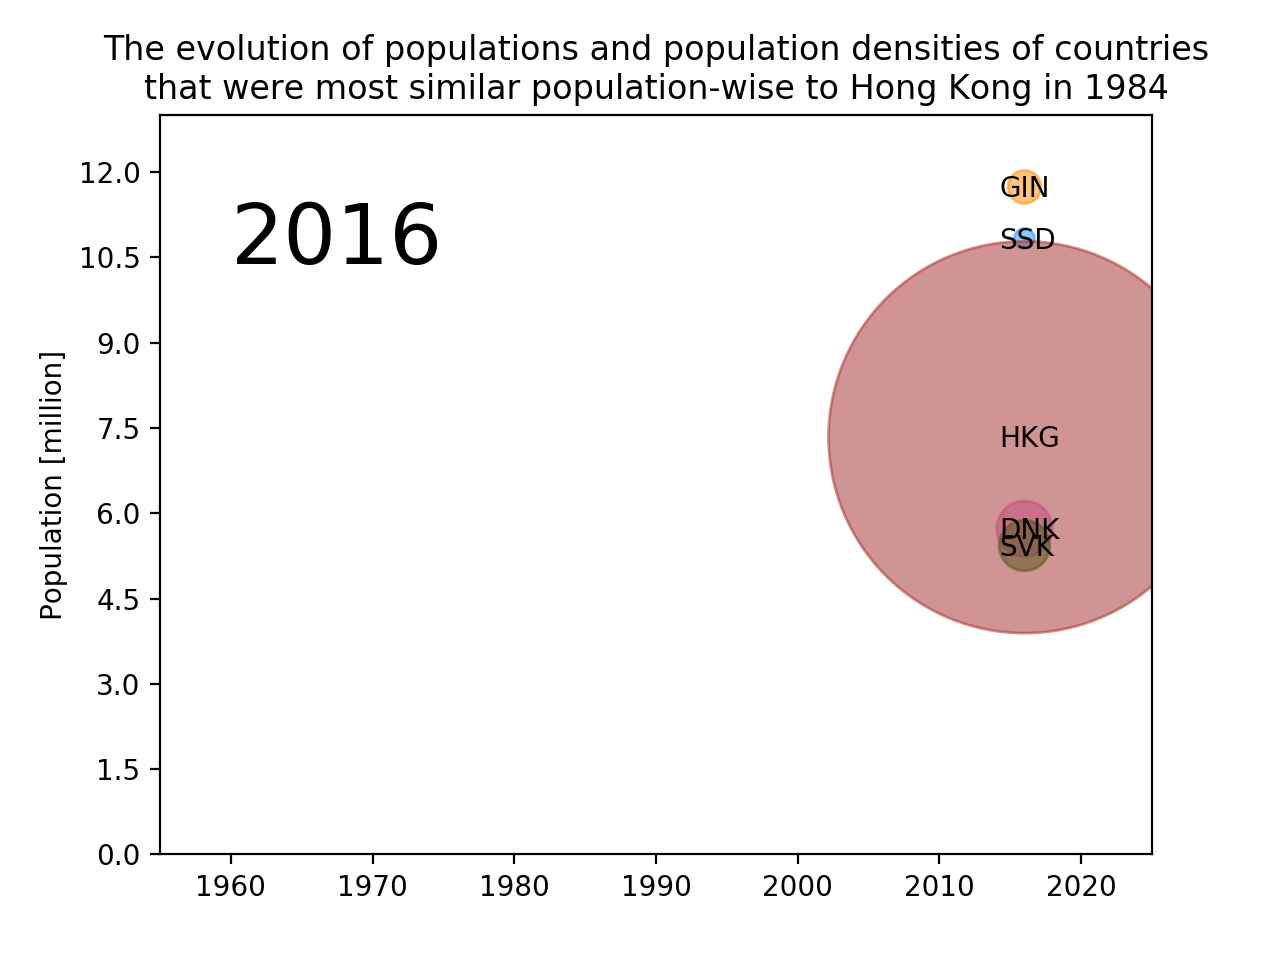 The evolution of populations and population densities of countries
that were most similar population-wise to Hong Kong in 1984
12.0
10.5
9.0
7.5
6.0
4.5
3.0
1.5
0.0
Population [million]
2016
GIN
SSD
HKG
DNK
SVK
1960 1970 1980 1990 2000 2010 2020